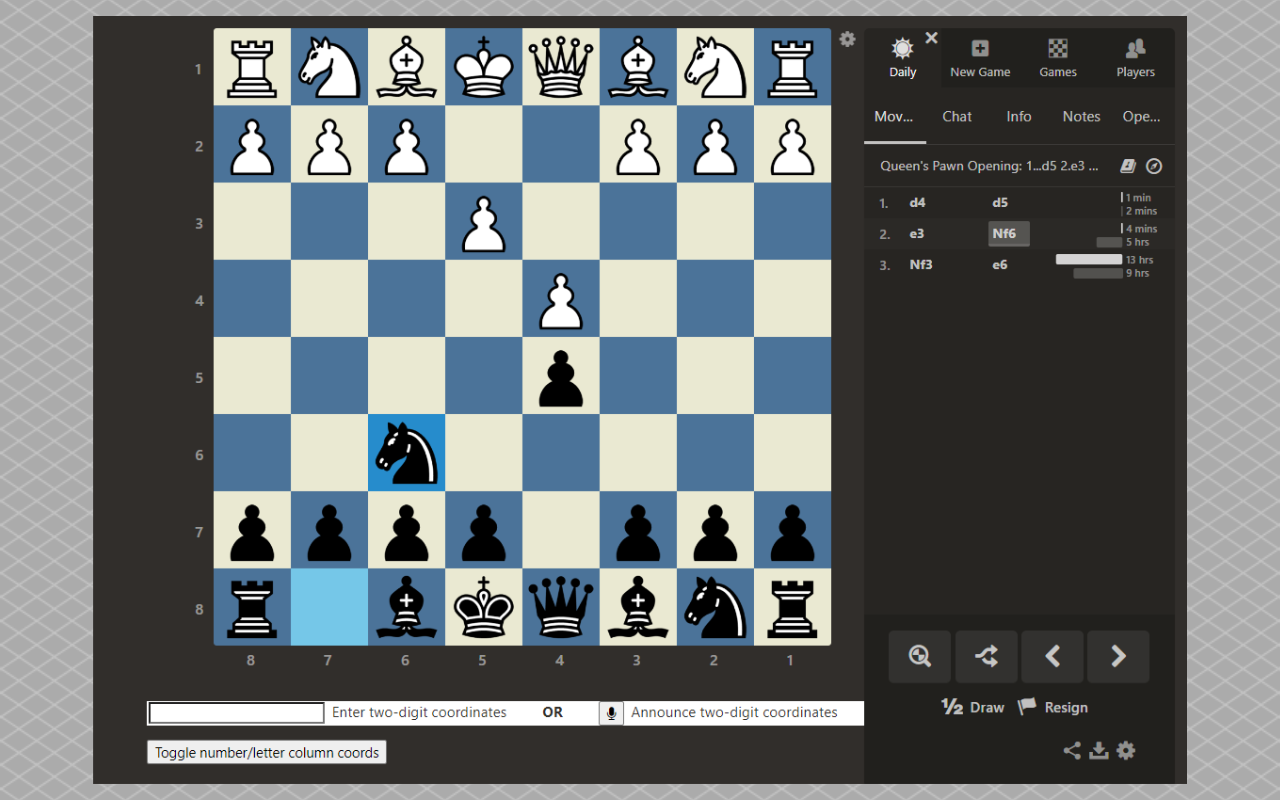 1
2
3
4
5
6
7
8
8 7 6 5 4 3 2 1
Enter two-digit coordinates OR Announce two-digit coordinates
Toggle number/letter column coords
Daily New Game Games Players
Mov... Chat Info Notes Ope...
Queen's Pawn Opening: 1...d5 2.e3 ...
1. d4 d5 1 min
2 mins
2. e3 Nf6 4 mins
5 hrs
3. Nf3 e6 13 hrs
9 hrs
½ Draw Resign